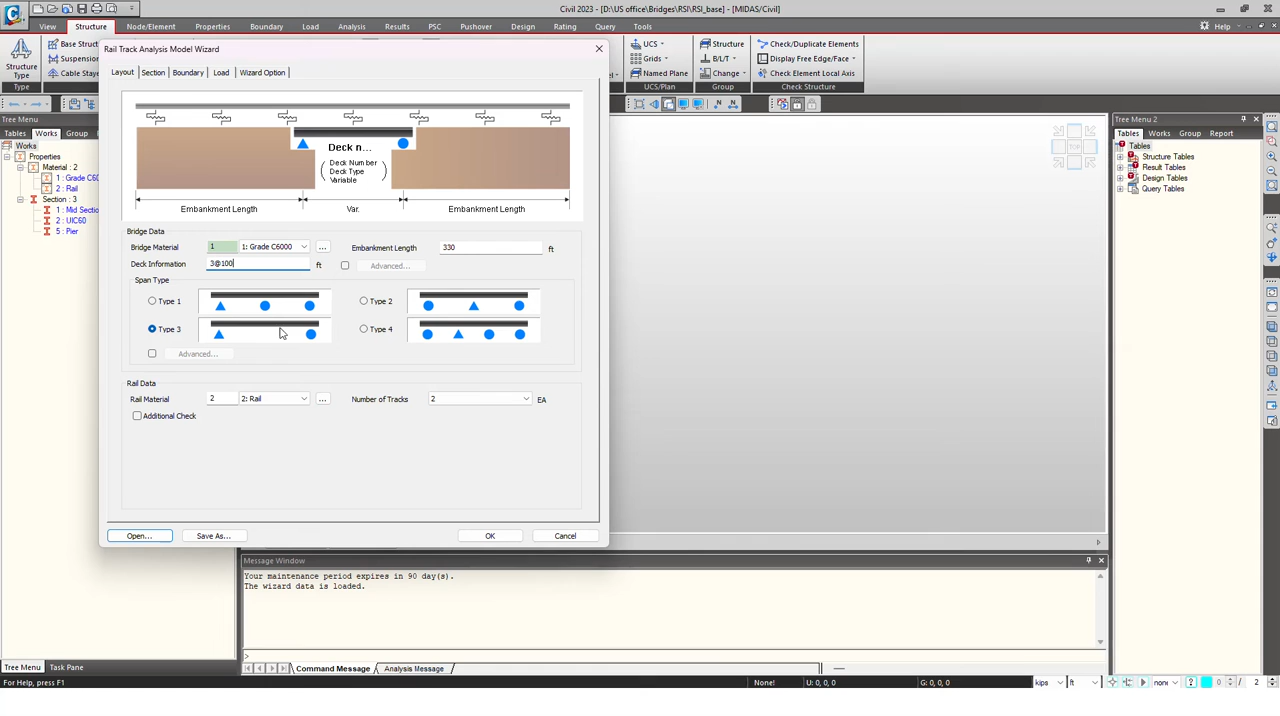 Civil 2023 - [D:\US office\Bridges\RSI\RSI_base] - [MIDAS/Civil]
View Structure Node/Element Properties Boundary Load Analysis Results PSC Pushover Design Rating Query Tools Help
Structure Type
Base Struct
Suspension
Cable Staye
UCS
Grids
Named Plane
UCS/Plan
Structure
B/L/T
Change
Group
Check/Duplicate Elements
Display Free Edge/Face
Check Element Local Axis
Check Structure
Tree Menu
Tables Works Group
Works
Properties
Material : 2
1 : Grade C60
2 : Rail
Section : 3
1 : Mid Section
2 : UIC60
5 : Pier
Rail Track Analysis Model Wizard
Layout Section Boundary Load Wizard Option
Deck n...
Deck Number
Deck Type
Variable
Embankment Length Var. Embankment Length
Bridge Data
Bridge Material 1 1: Grade C6000 ... Embankment Length 330 ft
Deck Information 3@100 ft Advanced...
Span Type
Type 1 Type 2
Type 3 Type 4
Advanced...
Rail Data
Rail Material 2 2: Rail ... Number of Tracks 2 EA
Additional Check
Open... Save As... OK Cancel
TOP
Tree Menu 2
Tables Works Group Report
Tables
Structure Tables
Result Tables
Design Tables
Query Tables
Message Window
Your maintenance period expires in 90 day(s).
The wizard data is loaded.
>
Tree Menu Task Pane
Command Message Analysis Message
For Help, press F1 None! U: 0, 0, 0 G: 0, 0, 0 kips ft none ? 0 / 2